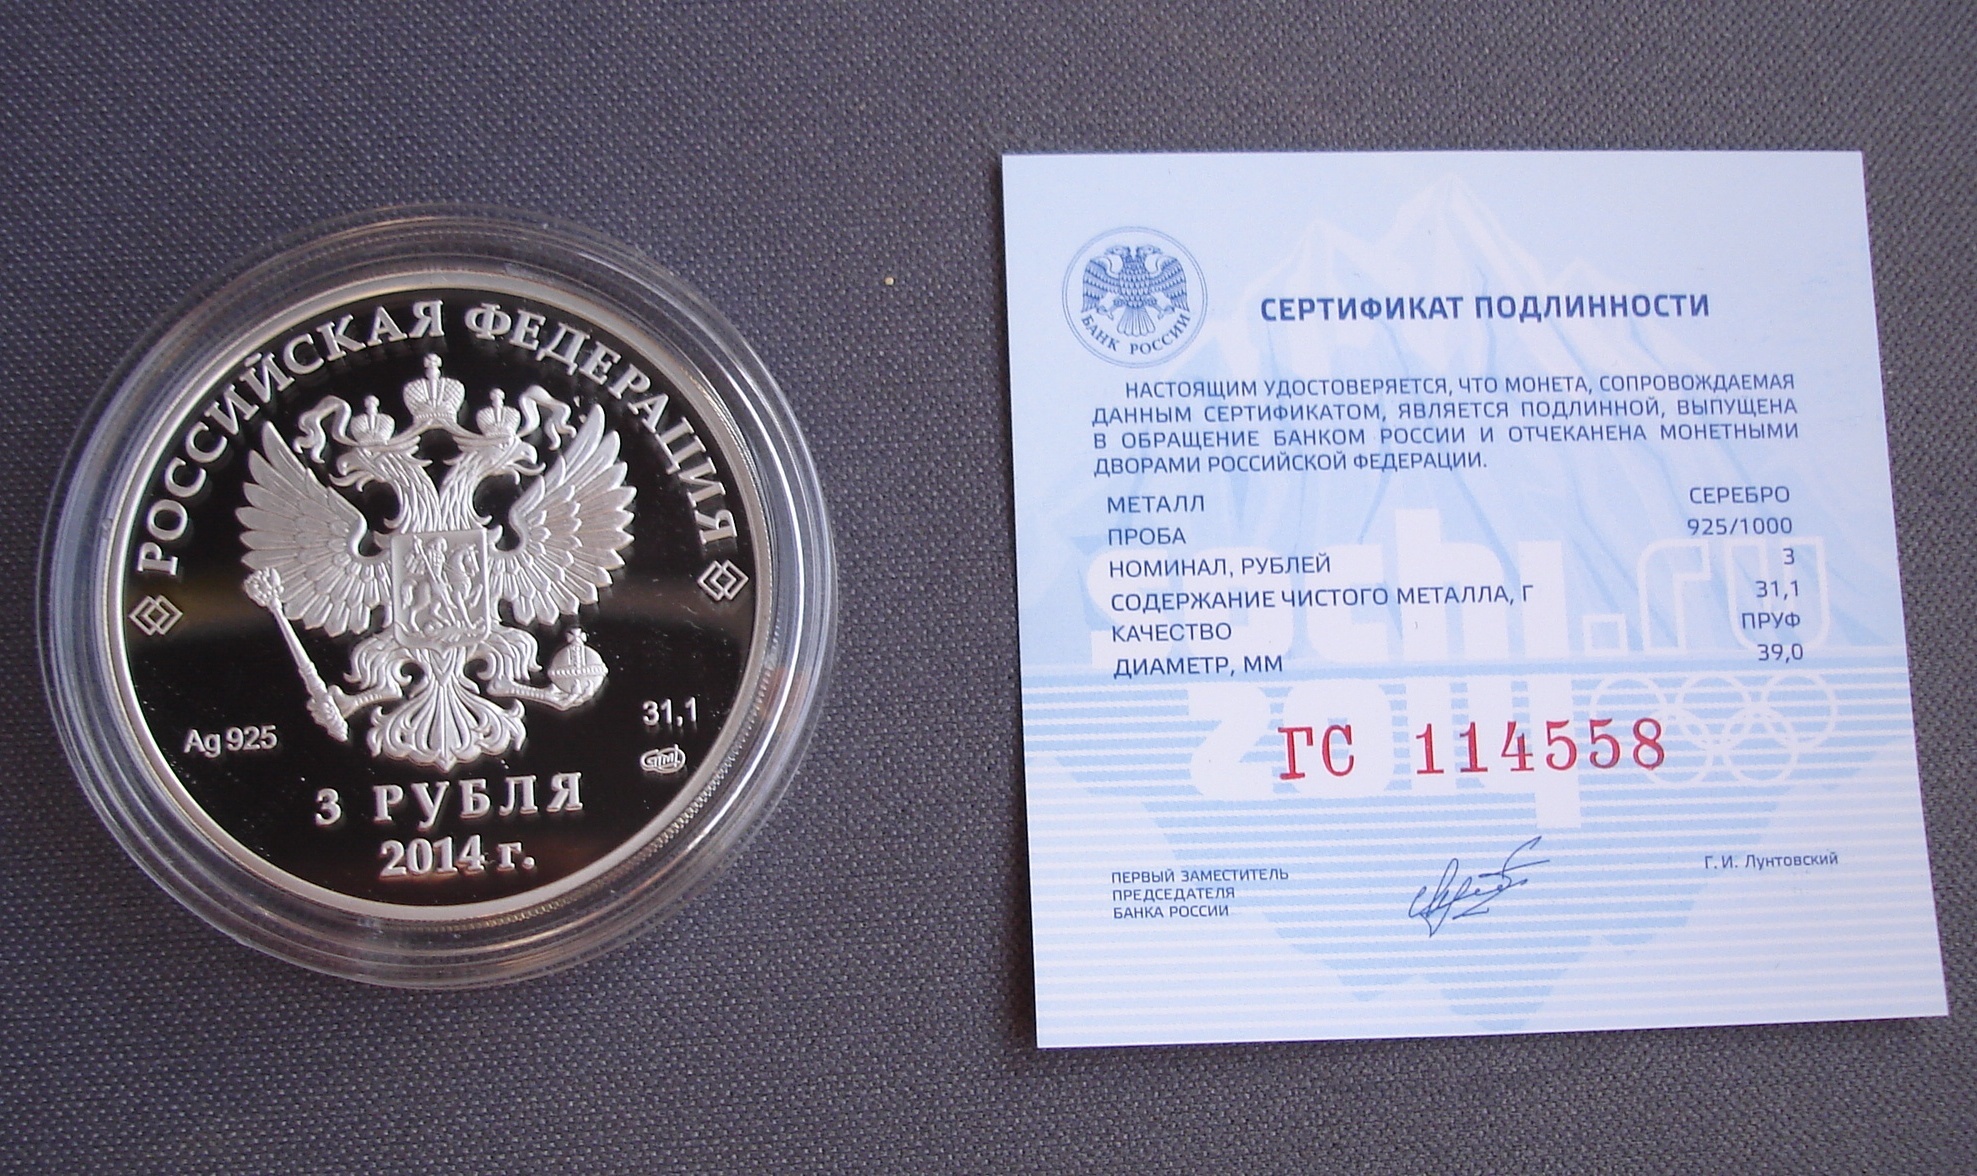 РОССИЙСКАЯ ФЕДЕРАЦИЯ
Ag 925
31,1
3 РУБЛЯ
2014 г.
БАНК РОССИИ
СЕРТИФИКАТ ПОДЛИННОСТИ
НАСТОЯЩИМ УДОСТОВЕРЯЕТСЯ, ЧТО МОНЕТА, СОПРОВОЖДАЕМАЯ
ДАННЫМ СЕРТИФИКАТОМ, ЯВЛЯЕТСЯ ПОДЛИННОЙ, ВЫПУЩЕНА
В ОБРАЩЕНИЕ БАНКОМ РОССИИ И ОТЧЕКАНЕНА МОНЕТНЫМИ
ДВОРАМИ РОССИЙСКОЙ ФЕДЕРАЦИИ.
МЕТАЛЛ СЕРЕБРО
ПРОБА 925/1000
НОМИНАЛ, РУБЛЕЙ 3
СОДЕРЖАНИЕ ЧИСТОГО МЕТАЛЛА, Г 31,1
КАЧЕСТВО ПРУФ
ДИАМЕТР, ММ 39,0
sochi.ru
2014
ГС 114558
ПЕРВЫЙ ЗАМЕСТИТЕЛЬ
ПРЕДСЕДАТЕЛЯ
БАНКА РОССИИ
Г. И. Лунтовский